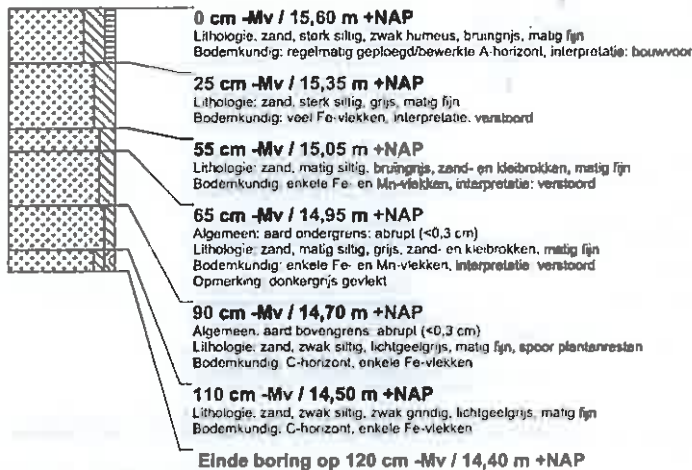 0 cm -Mv / 15,60 m +NAP
Lithologie: zand, sterk siltig, zwak humeus, bruingrijs, matig fijn
Bodemkundig: regelmatig geploegd/bewerkte A-horizont, interpretatie: bouwvoor
25 cm -Mv / 15,35 m +NAP
Lithologie: zand, sterk siltig, grijs, matig fijn
Bodemkundig: veel Fe-vlekken, interpretatie: verstoord
55 cm -Mv / 15,05 m +NAP
Lithologie: zand, matig siltig, bruingrijs, zand- en kleibrokken, matig fijn
Bodemkundig: enkele Fe- en Mn-vlekken, interpretatie: verstoord
65 cm -Mv / 14,95 m +NAP
Algemeen: aard ondergrens: abrupt (<0,3 cm)
Lithologie: zand, matig siltig, grijs, zand- en kleibrokken, matig fijn
Bodemkundig: enkele Fe- en Mn-vlekken, interpretatie: verstoord
Opmerking: donkergrijs gevlekt
90 cm -Mv / 14,70 m +NAP
Algemeen: aard bovengrens: abrupt (<0,3 cm)
Lithologie: zand, zwak siltig, lichtgeelgrijs, matig fijn, spoor plantenresten
Bodemkundig: C-horizont, enkele Fe-vlekken
110 cm -Mv / 14,50 m +NAP
Lithologie: zand, zwak siltig, zwak grindig, lichtgeelgrijs, matig fijn
Bodemkundig: C-horizont, enkele Fe-vlekken
Einde boring op 120 cm -Mv / 14,40 m +NAP